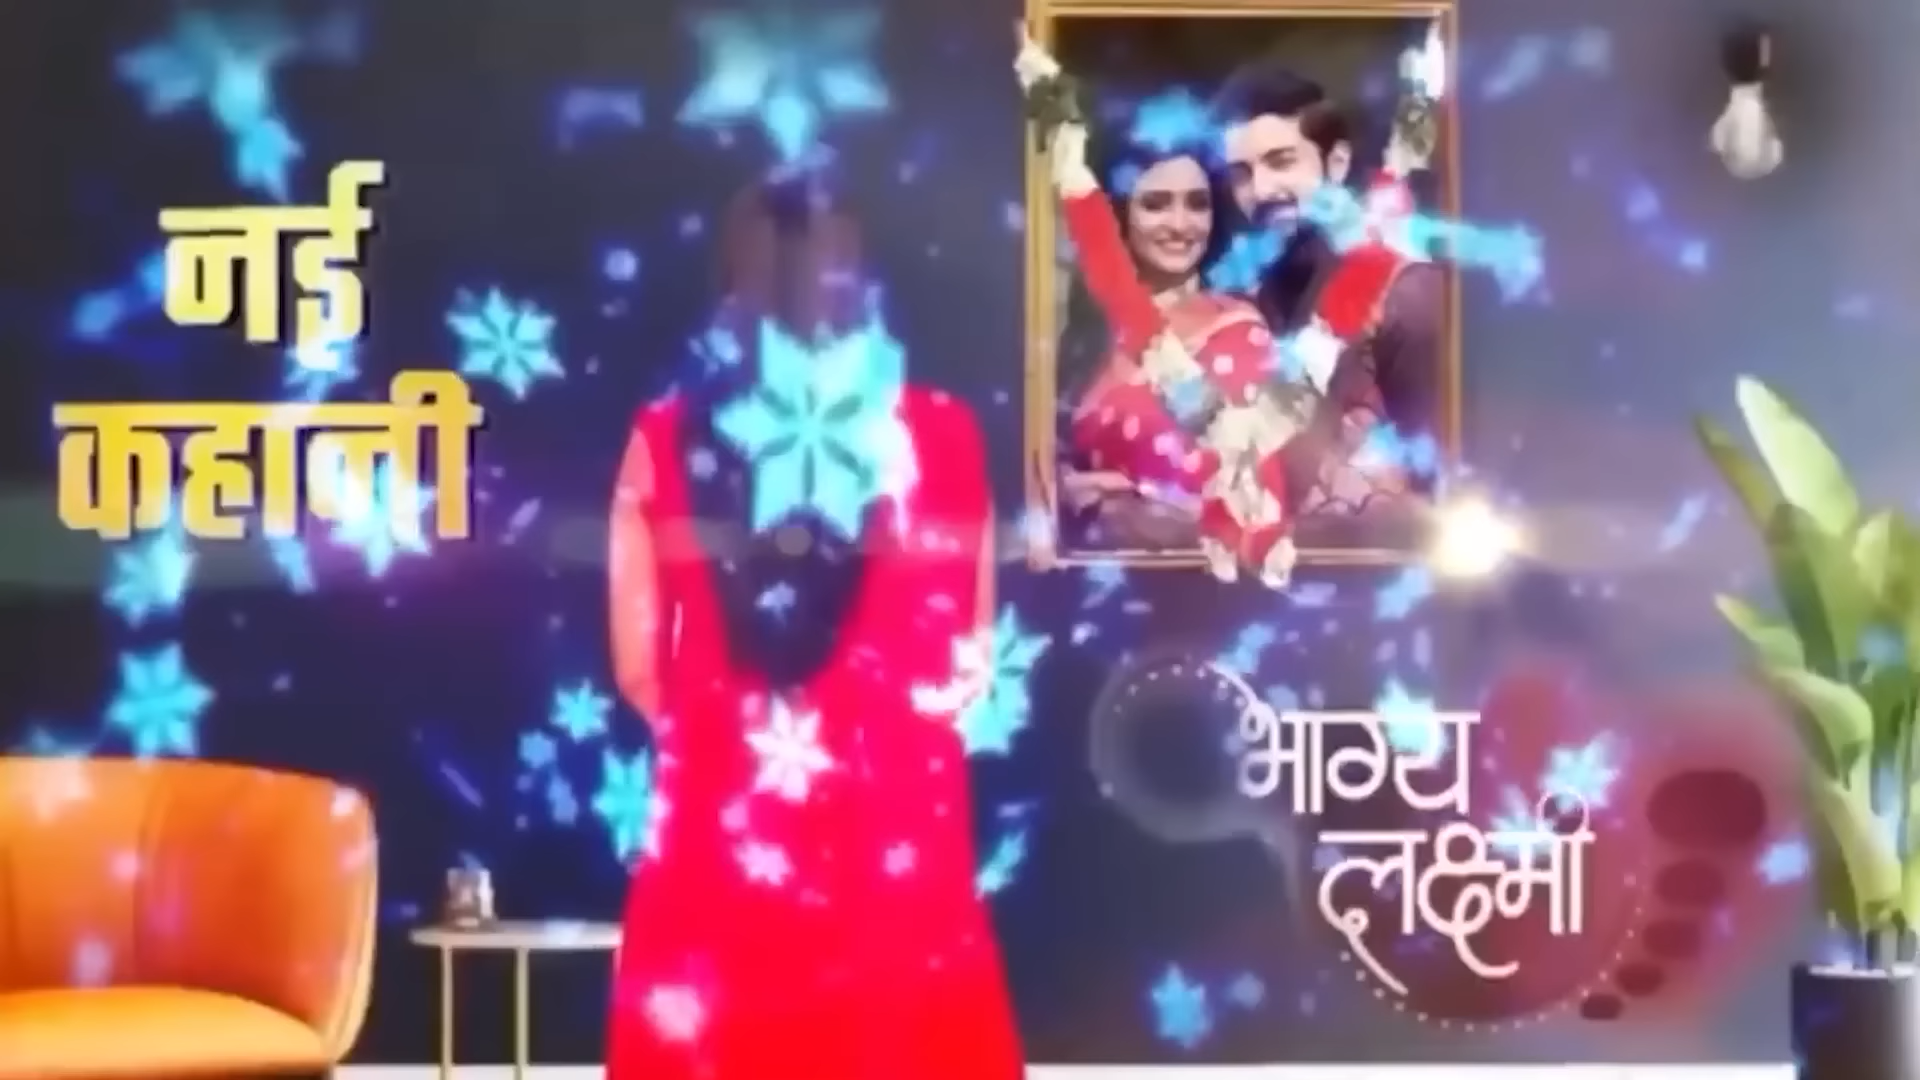 नई
कहानी
भाग्य
लक्ष्मी